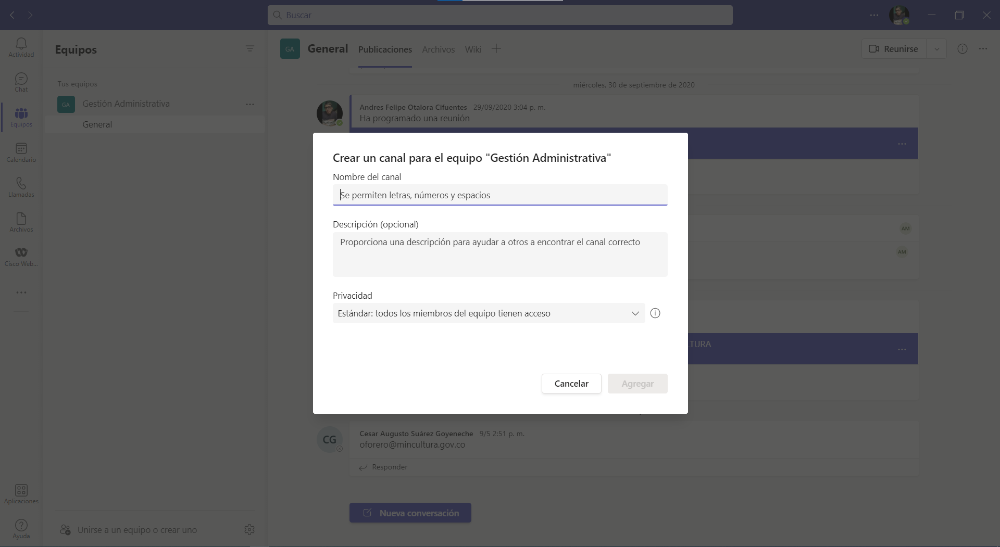 Buscar
Actividad
Chat
Equipos
Calendario
Llamadas
Archivos
Cisco Web...
Aplicaciones
Ayuda
Equipos
Tus equipos
GA Gestión Administrativa
General
Unirse a un equipo o crear uno
GA General Publicaciones Archivos Wiki
Reunirse
miércoles, 30 de septiembre de 2020
Andres Felipe Otalora Cifuentes 29/09/2020 3:04 p. m.
Ha programado una reunión
AM
AM
LTURA
Crear un canal para el equipo "Gestión Administrativa"
Nombre del canal
Se permiten letras, números y espacios
Descripción (opcional)
Proporciona una descripción para ayudar a otros a encontrar el canal correcto
Privacidad
Estándar: todos los miembros del equipo tienen acceso
Cancelar Agregar
CG
Cesar Augusto Suárez Goyeneche 9/5 2:51 p. m.
oforero@mincultura.gov.co
Responder
Nueva conversación